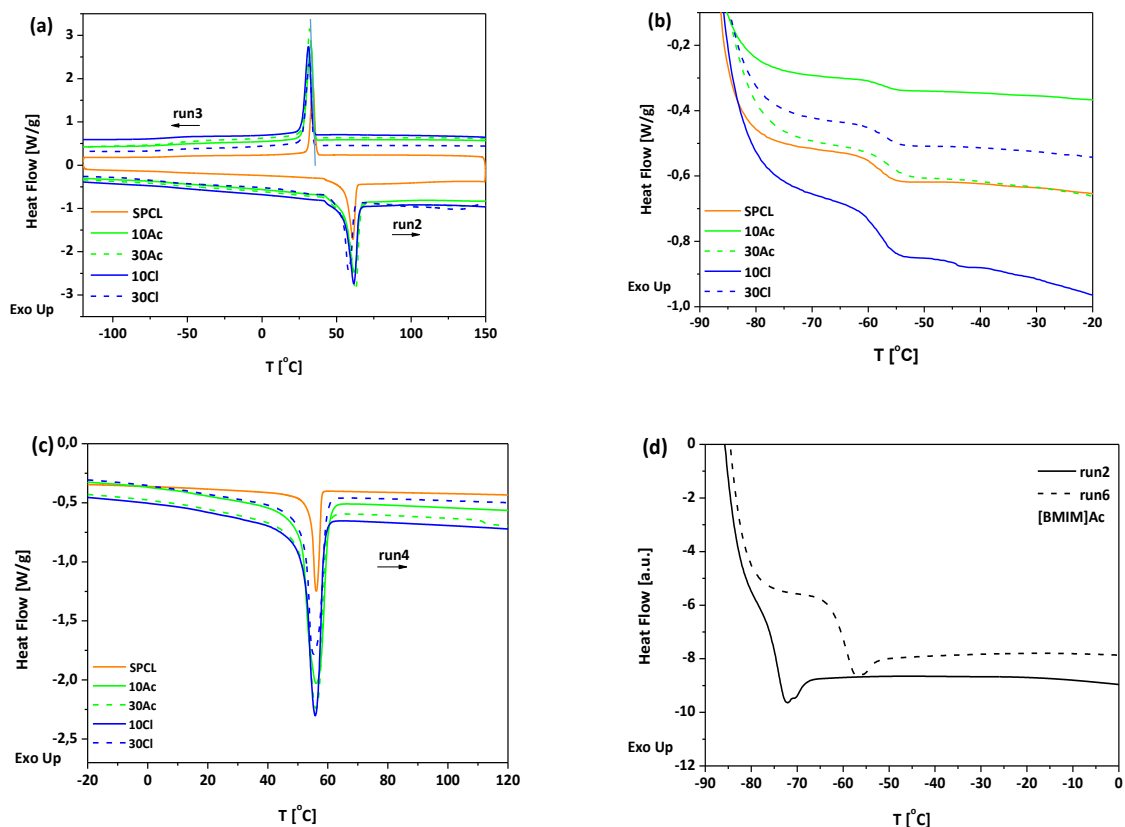 (a)
3
2
1
0
-1
-2
-3
Heat Flow [W/g]
run3
run2
SPCL
10Ac
30Ac
10Cl
30Cl
Exo Up
-100 -50 0 50 100 150
T [°C]
(b)
-0,2
-0,4
-0,6
-0,8
-1,0
Heat Flow [W/g]
SPCL
10Ac
30Ac
10Cl
30Cl
Exo Up
-90 -80 -70 -60 -50 -40 -30 -20
T [°C]
(c)
0,0
-0,5
-1,0
-1,5
-2,0
-2,5
Heat Flow [W/g]
run4
SPCL
10Ac
30Ac
10Cl
30Cl
Exo Up
-20 0 20 40 60 80 100 120
T [°C]
(d)
0
-2
-4
-6
-8
-10
-12
Heat Flow [a.u.]
run2
run6
[BMIM]Ac
Exo Up
-90 -80 -70 -60 -50 -40 -30 -20 -10 0
T [°C]